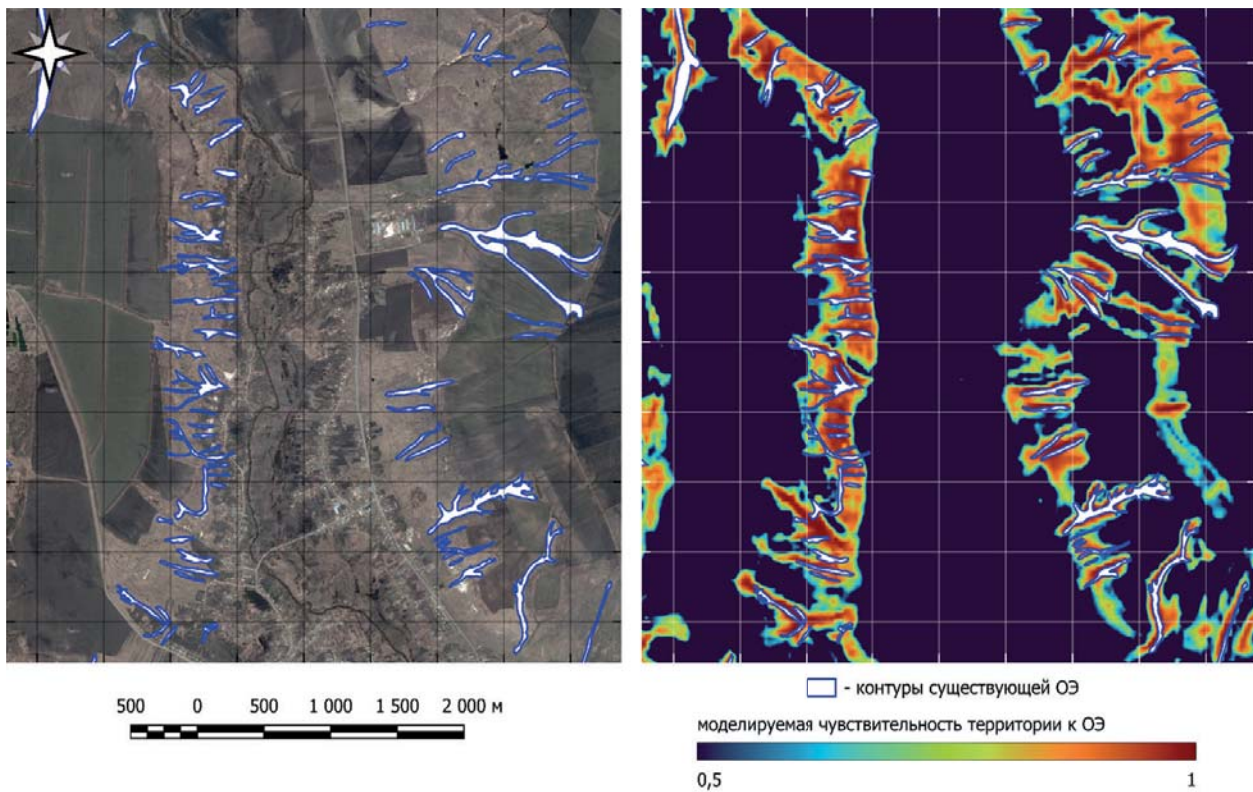 500 0 500 1 000 1 500 2 000 м
- контуры существующей ОЭ
моделируемая чувствительность территории к ОЭ
0,5 1